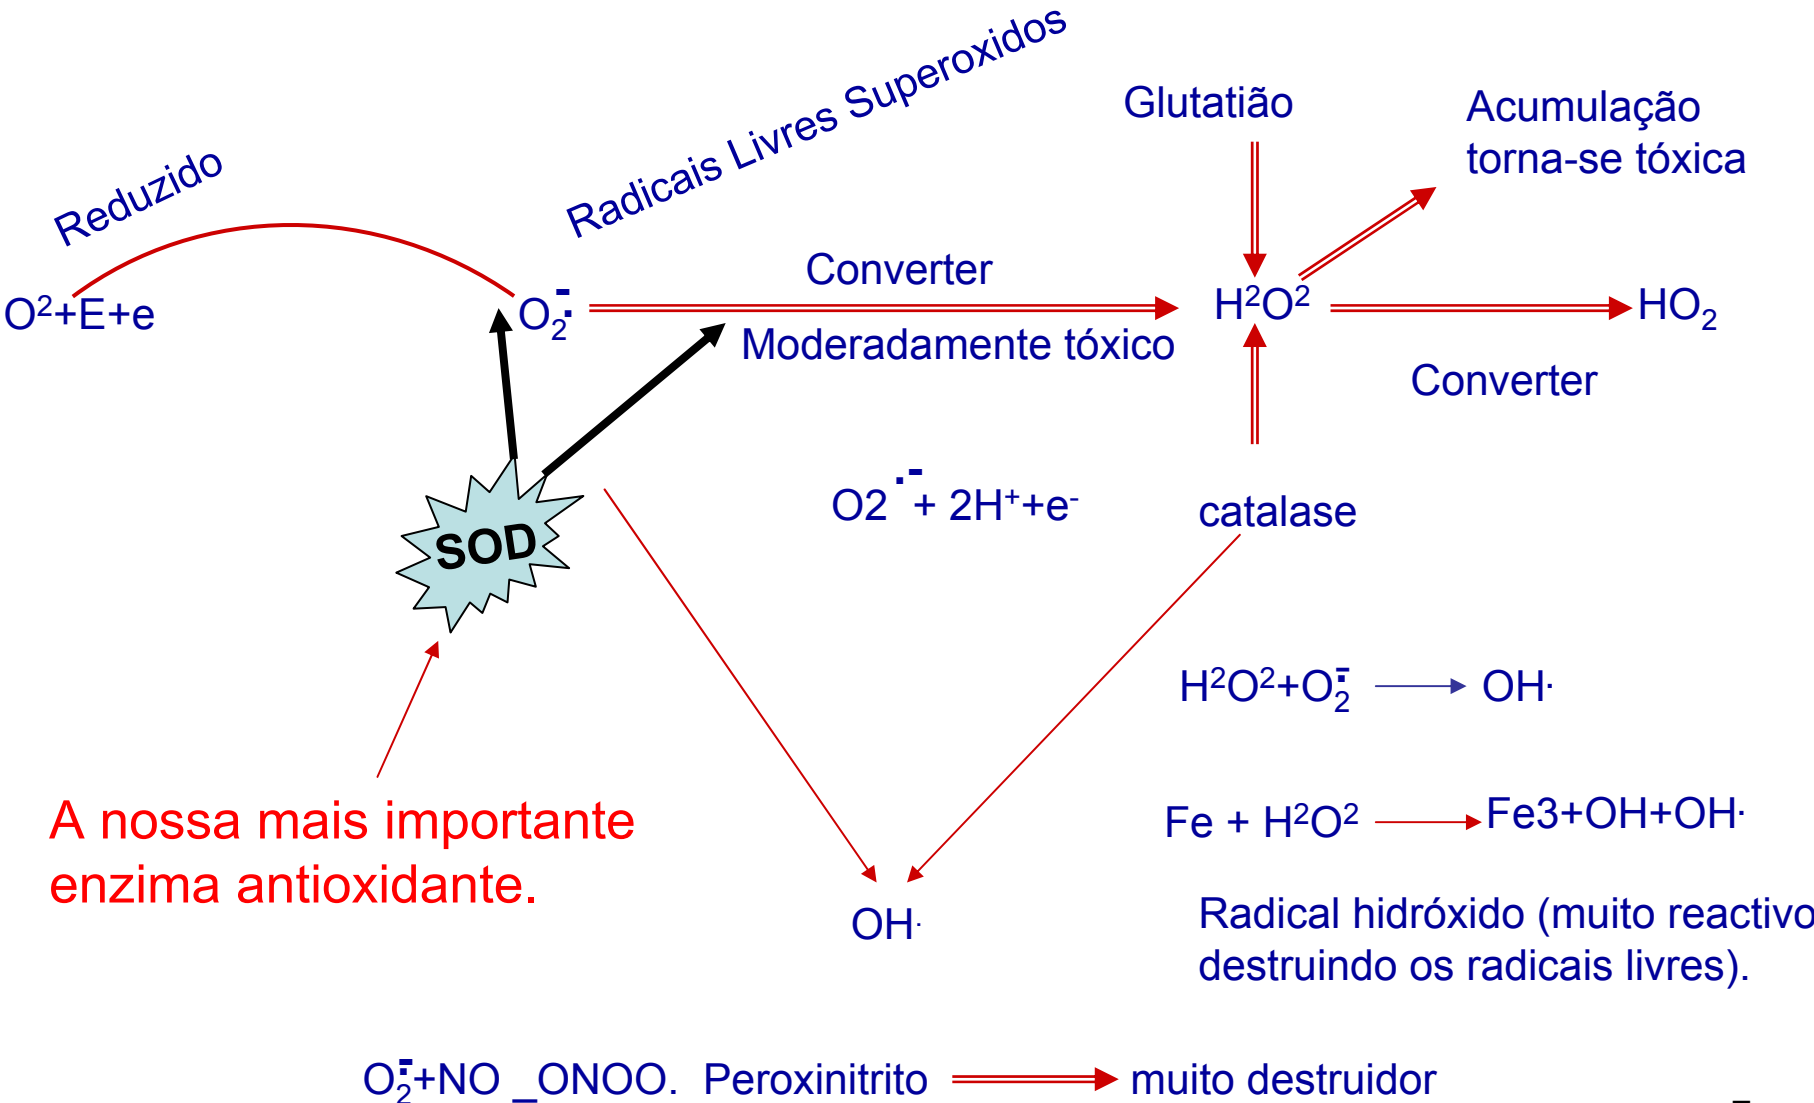 Radicais Livres Superoxidos
Reduzido
Glutatião
Acumulação
torna-se tóxica
O²+E+e
O₂⁻·
Converter
Moderadamente tóxico
H²O²
HO₂
Converter
O2·⁻+ 2H⁺+e⁻
catalase
SOD
H²O²+O₂⁻· OH·
A nossa mais importante
enzima antioxidante.
Fe + H²O² Fe3+OH+OH·
OH·
Radical hidróxido (muito reactivo
destruindo os radicais livres).
O₂⁻·+NO _ONOO. Peroxinitrito muito destruidor